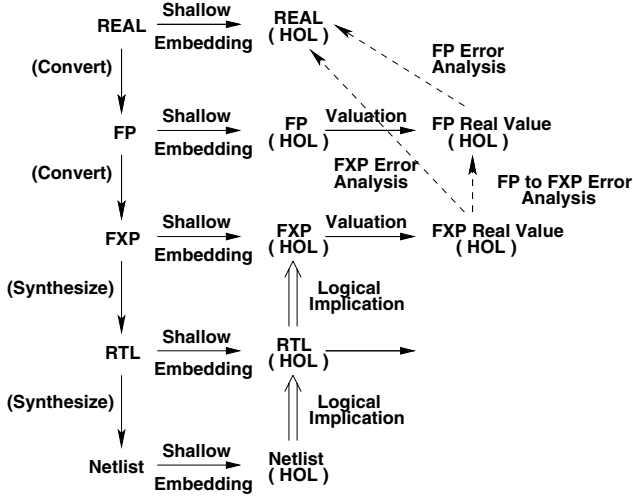 REAL
Shallow
Embedding
REAL
( HOL )
FP Error
Analysis
(Convert)
FP
Shallow
Embedding
FP
( HOL )
Valuation
FP Real Value
( HOL )
(Convert)
FXP Error
Analysis
FP to FXP Error
Analysis
FXP
Shallow
Embedding
FXP
( HOL )
Valuation
FXP Real Value
( HOL )
(Synthesize)
Logical
Implication
RTL
Shallow
Embedding
RTL
( HOL )
(Synthesize)
Logical
Implication
Netlist
Shallow
Embedding
Netlist
( HOL )